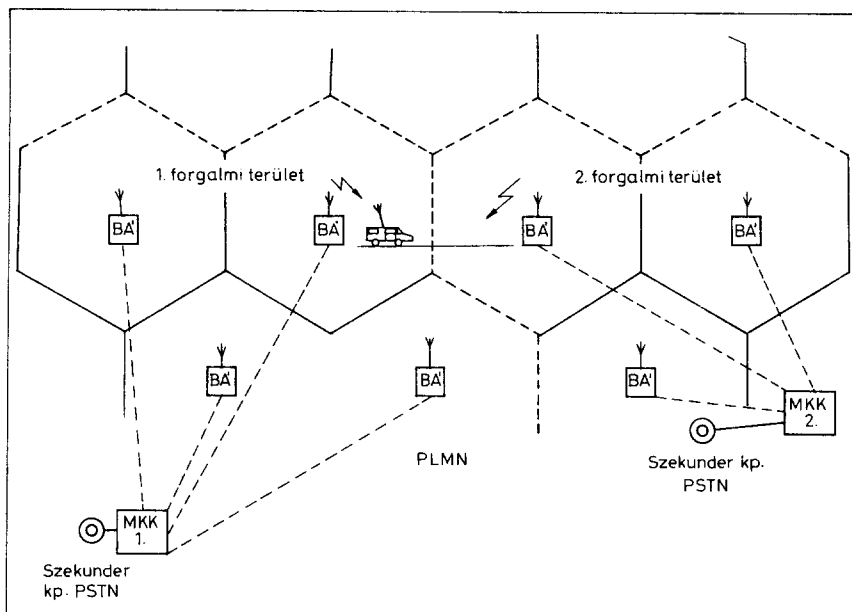 1. forgalmi terület
2. forgalmi terület
BÁ
BÁ
BÁ
BÁ
BÁ
BÁ
BÁ
MKK
2.
PLMN
Szekunder kp.
PSTN
MKK
1.
Szekunder
kp. PSTN